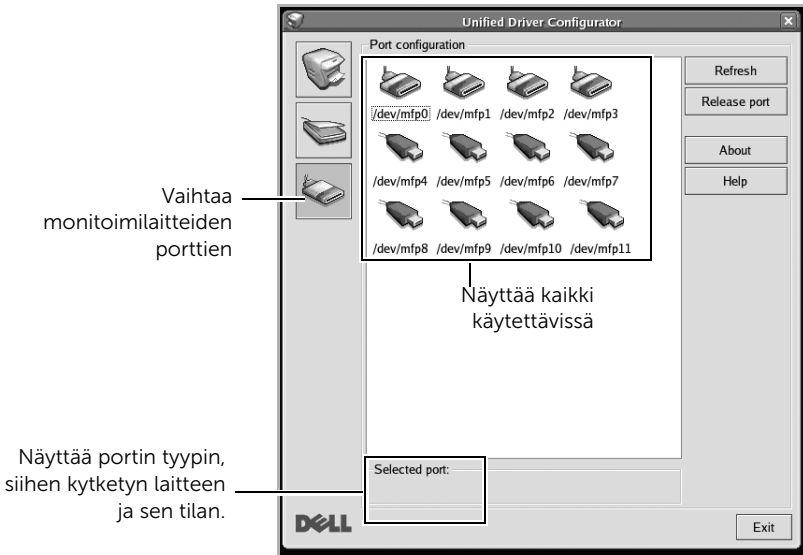 Unified Driver Configurator
Port configuration
/dev/mfp0 /dev/mfp1 /dev/mfp2 /dev/mfp3
/dev/mfp4 /dev/mfp5 /dev/mfp6 /dev/mfp7
/dev/mfp8 /dev/mfp9 /dev/mfp10 /dev/mfp11
Refresh
Release port
About
Help
Vaihtaa
monitoimilaitteiden
porttien
Näyttää kaikki
käytettävissä
Näyttää portin tyypin,
siihen kytketyn laitteen
ja sen tilan.
Selected port:
DELL
Exit